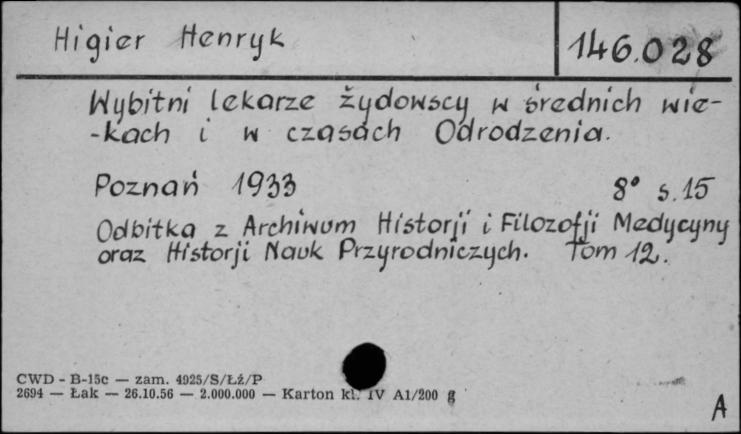 Higier Henryk
146.028
Wybitni lekarze żydowscy w średnich wie-
-kach i w czasach Odrodzenia.
Poznań 1933 8° s. 15
Odbitka z Archiwum Historji i Filozofji Medycyny
oraz Historji Nauk Przyrodniczych. Tom 12.
CWD - B-15c — zam. 4925/S/Łź/P
2694 — Łak — 26.10.56 — 2.000.000 — Karton kl. IV A1/200 g
A